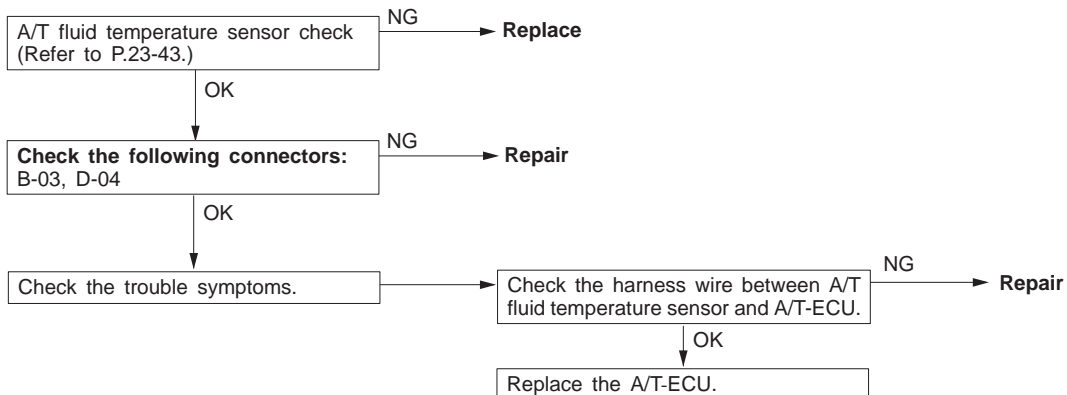 A/T fluid temperature sensor check
(Refer to P.23-43.)
NG
Replace
OK
Check the following connectors:
B-03, D-04
NG
Repair
OK
Check the trouble symptoms.
Check the harness wire between A/T
fluid temperature sensor and A/T-ECU.
NG
Repair
OK
Replace the A/T-ECU.